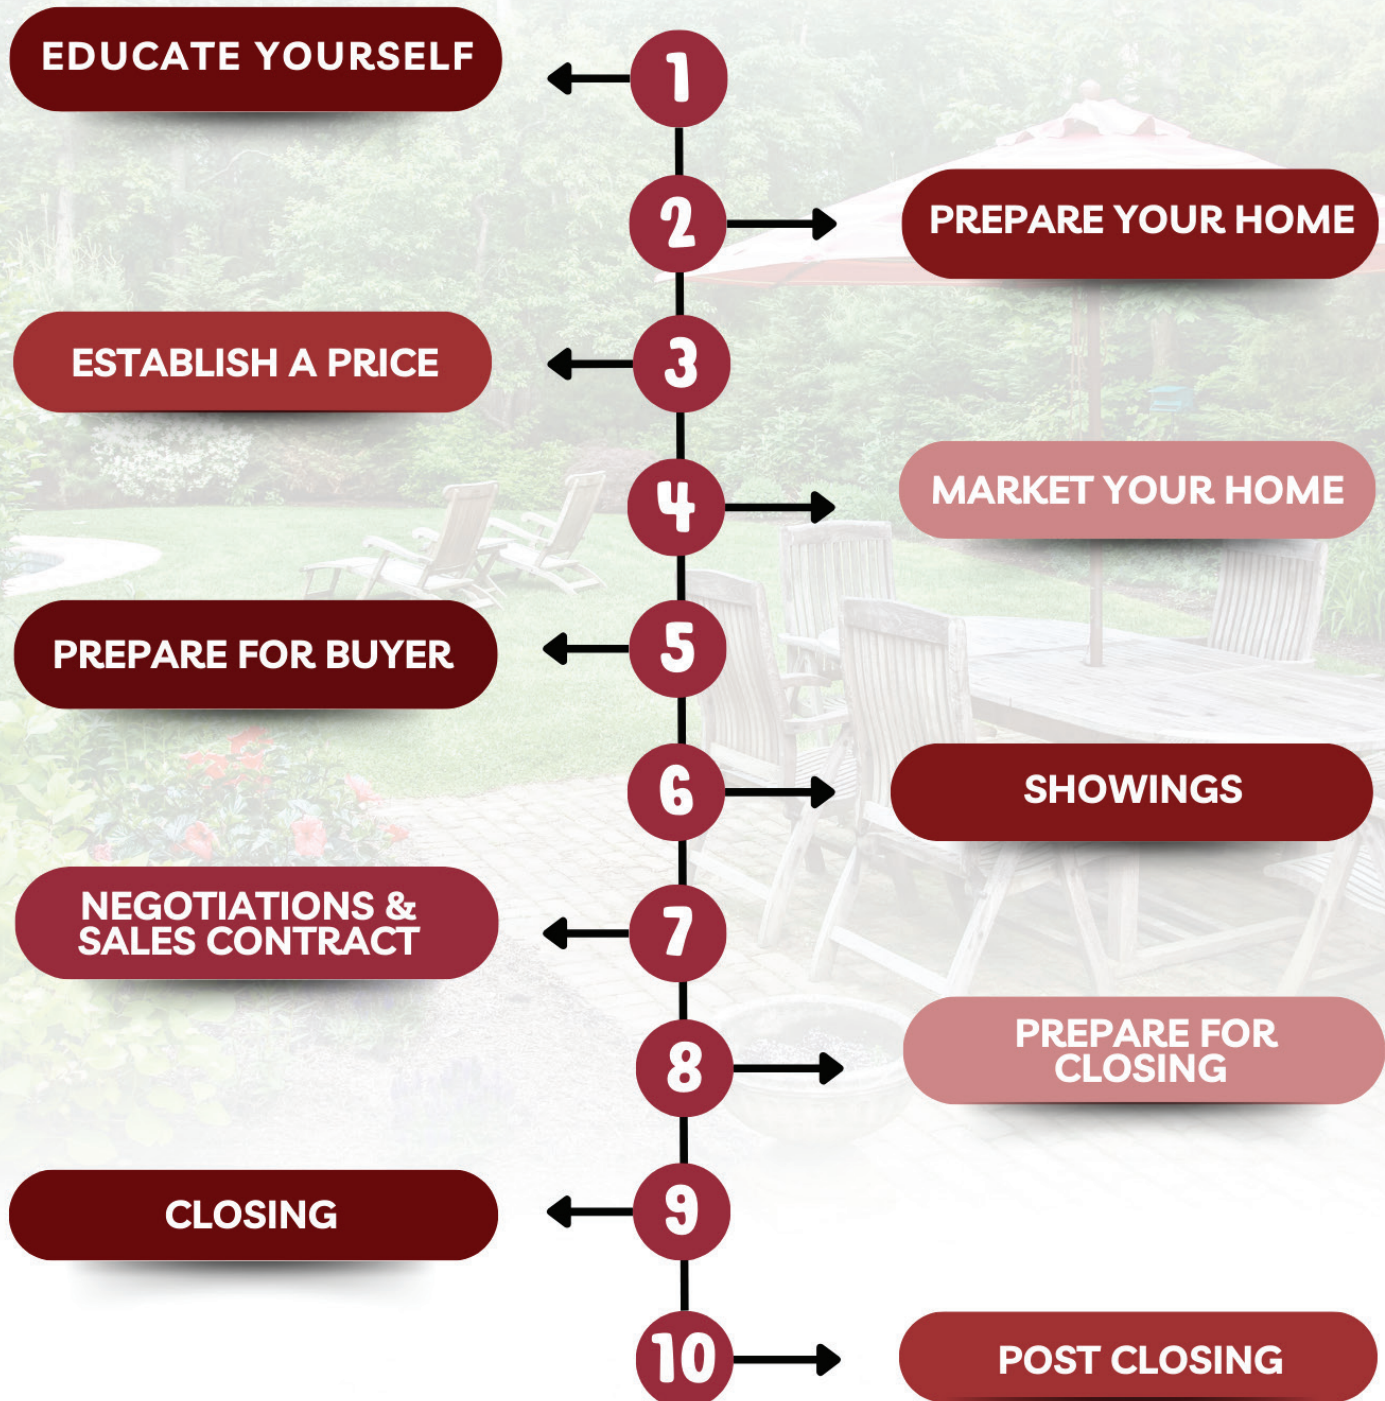 EDUCATE YOURSELF
1
2
PREPARE YOUR HOME
ESTABLISH A PRICE
3
4
MARKET YOUR HOME
PREPARE FOR BUYER
5
6
SHOWINGS
NEGOTIATIONS &
SALES CONTRACT
7
8
PREPARE FOR
CLOSING
CLOSING
9
10
POST CLOSING